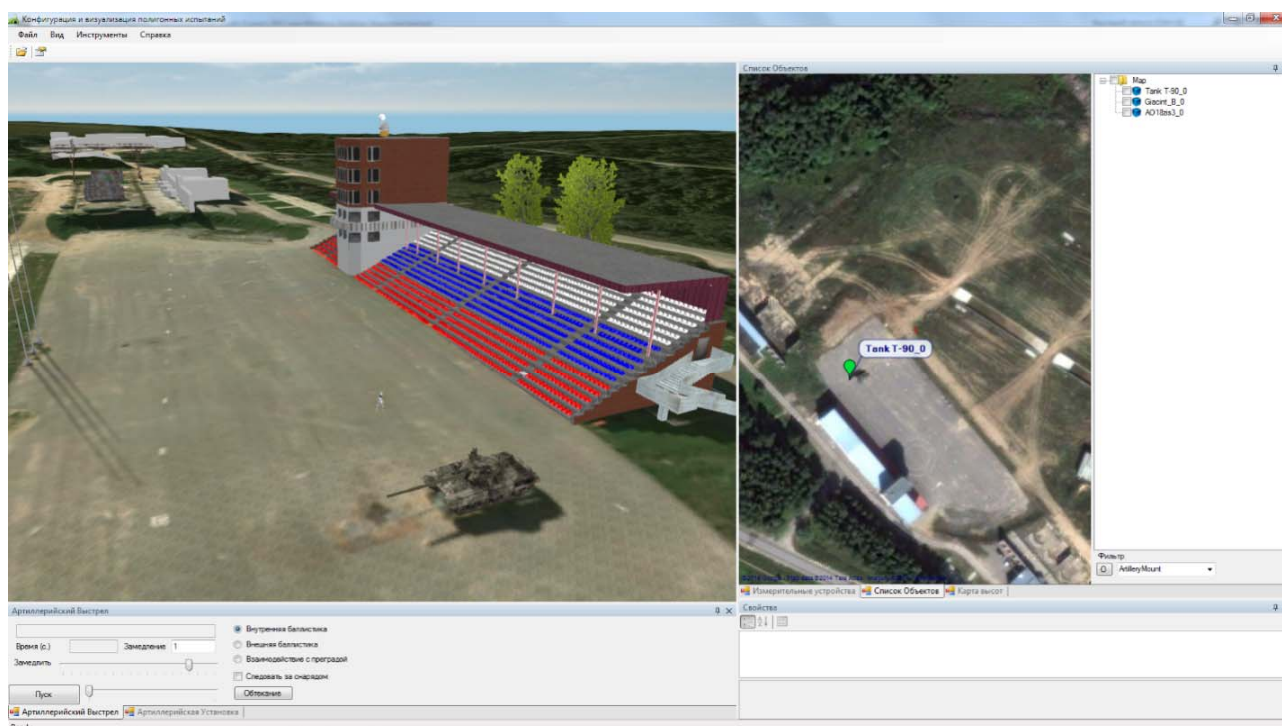 Конфигурация и визуализация полигонных испытаний
Файл Вид Инструменты Справка
Список Объектов
Map
Tank T-90_0
Giacint_B_0
AO18as3_0
Tank T-90_0
Фильтр
ArtilleryMount
Измерительные устройства Список Объектов Карта высот
Артиллерийский Выстрел
Свойства
Внутренняя баллистика
Время (с.) Замедление 1
Внешняя баллистика
Замедлить
Взаимодействие с преградой
Следовать за снарядом
Пуск
Обтекание
Артиллерийский Выстрел Артиллерийская Установка